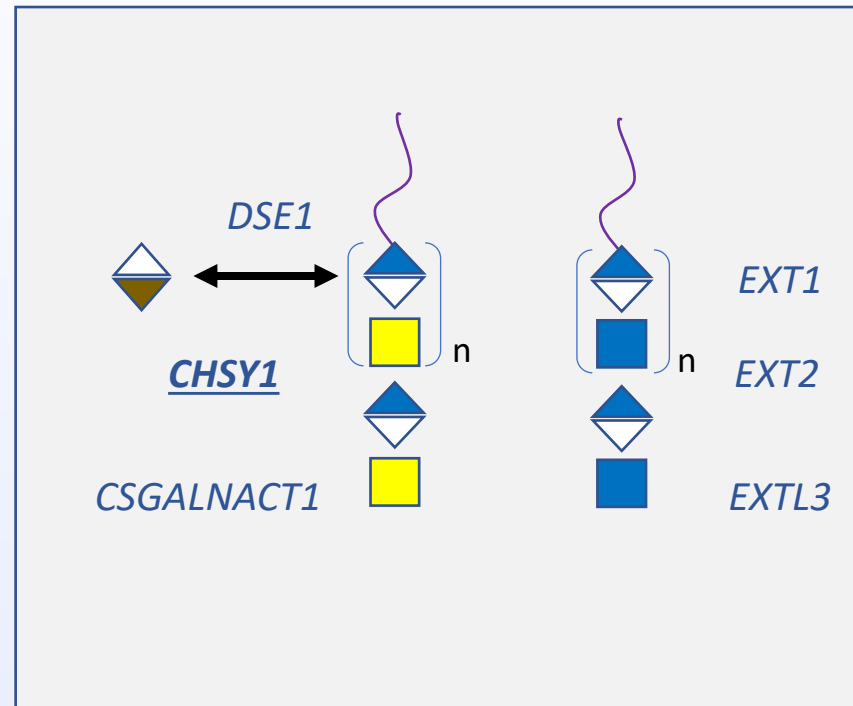 DSE1
EXT1
n
n
EXT2
CHSY1
CSGALNACT1
EXTL3